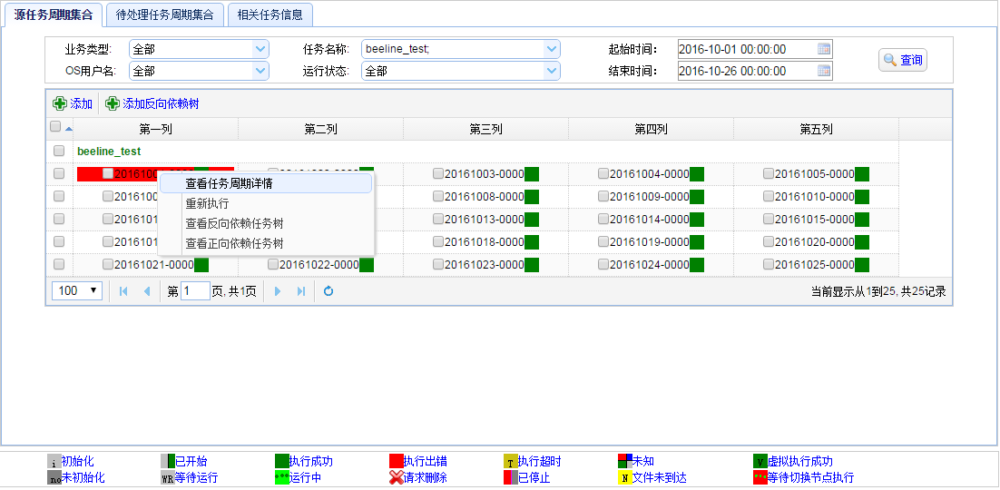 源任务周期集合 待处理任务周期集合 相关任务信息
业务类型: 全部 任务名称: beeline_test; 起始时间: 2016-10-01 00:00:00
OS用户名: 全部 运行状态: 全部 结束时间: 2016-10-26 00:00:00
查询
添加 添加反向依赖树
第一列 第二列 第三列 第四列 第五列
beeline_test
2016100 20161003-0000 20161004-0000 20161005-0000
查看任务周期详情
2016100 20161008-0000 20161009-0000 20161010-0000
重新执行
2016101 20161013-0000 20161014-0000 20161015-0000
查看反向依赖任务树
2016101 20161018-0000 20161019-0000 20161020-0000
查看正向依赖任务树
20161021-0000 20161022-0000 20161023-0000 20161024-0000 20161025-0000
100 第 1 页, 共1页 当前显示从1到25, 共25记录
i 初始化 已开始 执行成功 执行出错 T 执行超时 未知 V 虚拟执行成功
no 未初始化 WR 等待运行 运行中 请求删除 已停止 N 文件未到达 等待切换节点执行